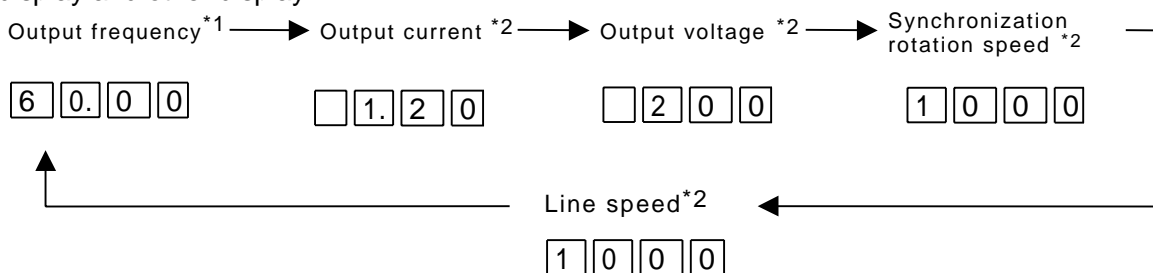 Output frequency*1
Output current *2
Output voltage *2
Synchronization
rotation speed *2
60.00
1.20
200
1000
Line speed*2
1000